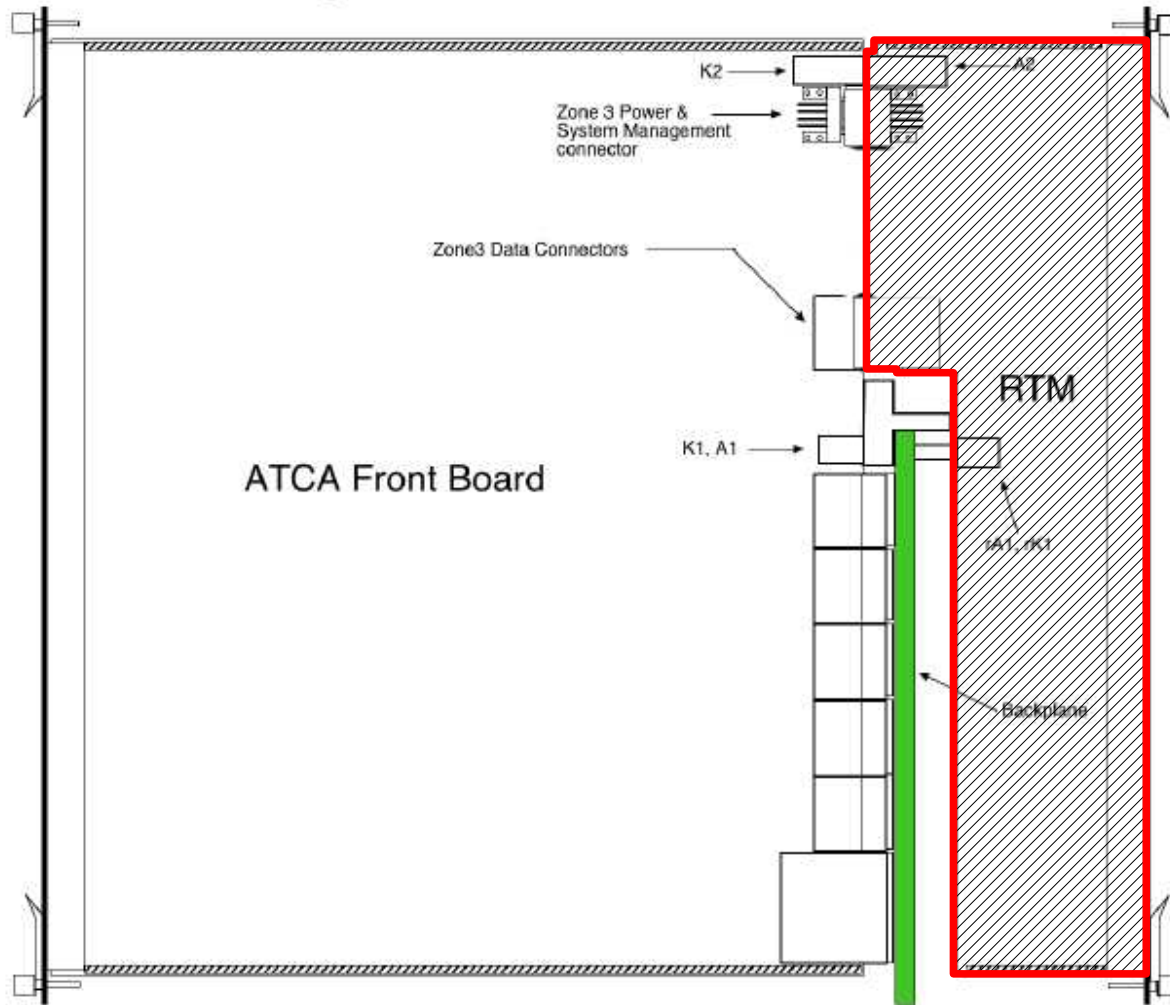 K2
A2
Zone 3 Power &
System Management
connector
Zone3 Data Connectors
RTM
K1, A1
ATCA Front Board
rA1, rK1
Backplane